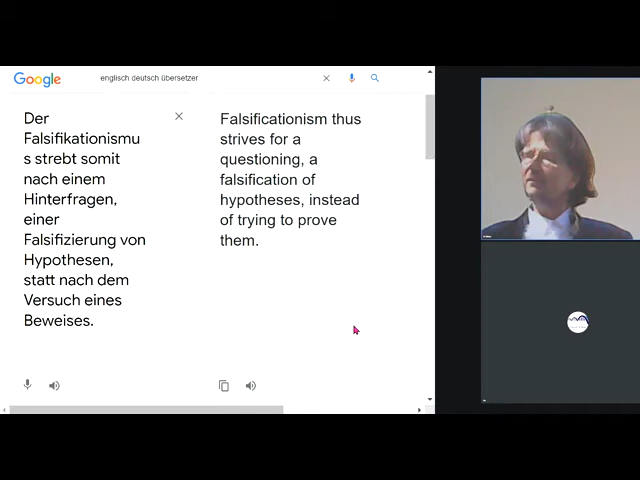 Google
englisch deutsch übersetzer
Der
Falsifikationismu
s strebt somit
nach einem
Hinterfragen,
einer
Falsifizierung von
Hypothesen,
statt nach dem
Versuch eines
Beweises.
Falsificationism thus
strives for a
questioning, a
falsification of
hypotheses, instead
of trying to prove
them.